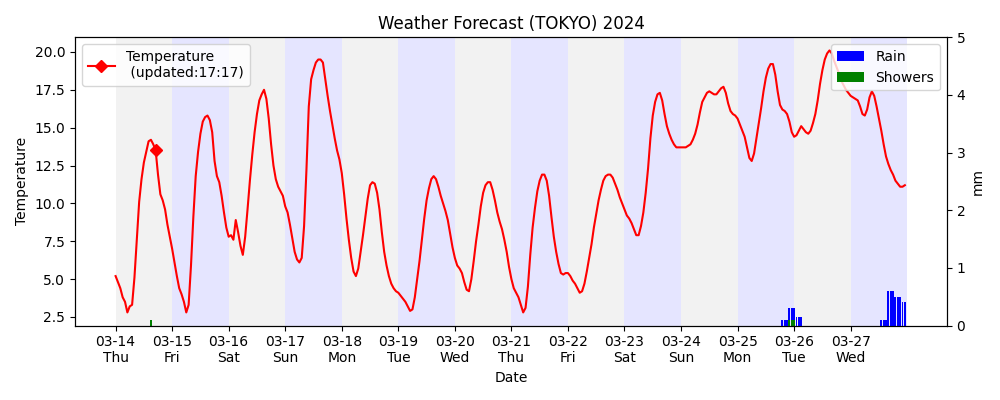 Weather Forecast (TOKYO) 2024
Temperature
(updated:17:17)
Rain
Showers
20.0
17.5
15.0
12.5
10.0
7.5
5.0
2.5
Temperature
5
4
3
2
1
0
mm
03-14 03-15 03-16 03-17 03-18 03-19 03-20 03-21 03-22 03-23 03-24 03-25 03-26 03-27
Thu Fri Sat Sun Mon Tue Wed Thu Fri Sat Sun Mon Tue Wed
Date